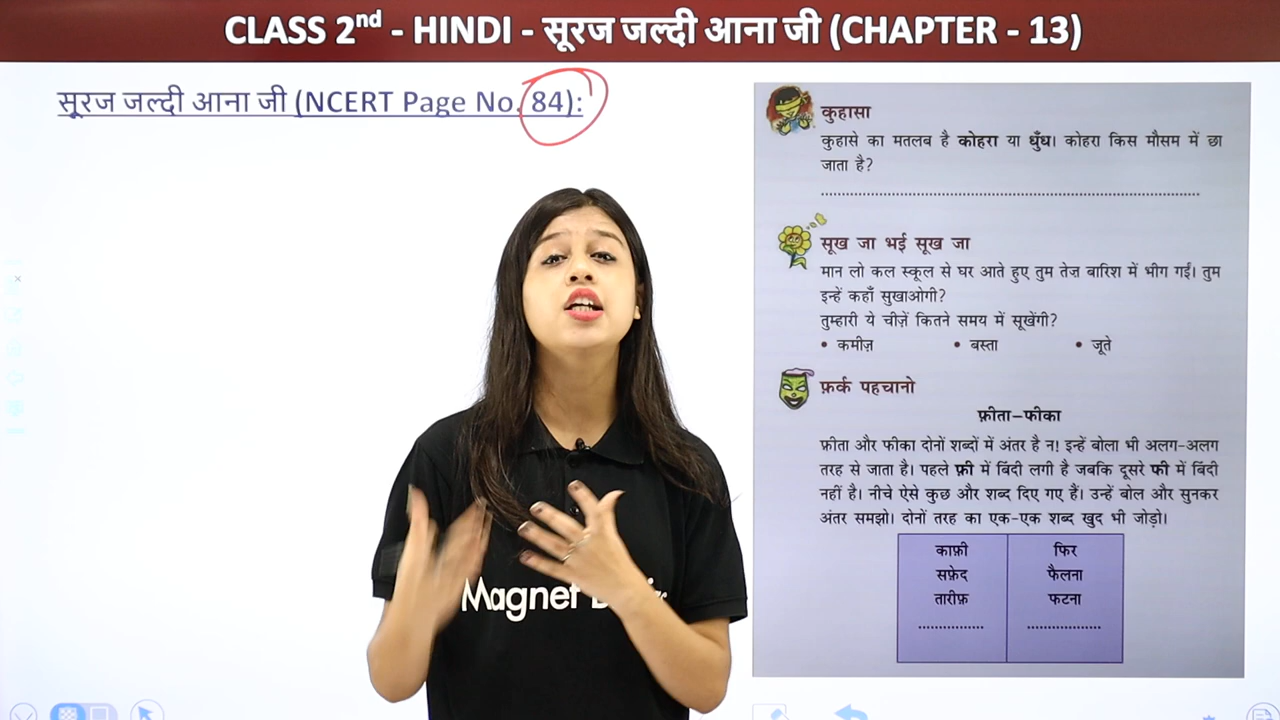 CLASS 2nd - HINDI - सूरज जल्दी आना जी (CHAPTER - 13)
सूरज जल्दी आना जी (NCERT Page No. 84):
कुहासा
कुहासे का मतलब है कोहरा या धुँध। कोहरा किस मौसम में छा
जाता है?
सूख जा भई सूख जा
मान लो कल स्कूल से घर आते हुए तुम तेज़ बारिश में भीग गईं। तुम
इन्हें कहाँ सुखाओगी?
तुम्हारी ये चीज़ें कितने समय में सूखेंगी?
• कमीज़ • बस्ता • जूते
फ़र्क पहचानो
फ़ीता–फीका
फ़ीता और फीका दोनों शब्दों में अंतर है न! इन्हें बोला भी अलग-अलग
तरह से जाता है। पहले फ़ी में बिंदी लगी है जबकि दूसरे फी में बिंदी
नहीं है। नीचे ऐसे कुछ और शब्द दिए गए हैं। उन्हें बोल और सुनकर
अंतर समझो। दोनों तरह का एक-एक शब्द खुद भी जोड़ो।
काफ़ी फिर
सफ़ेद फैलना
तारीफ़ फटना
Magnet